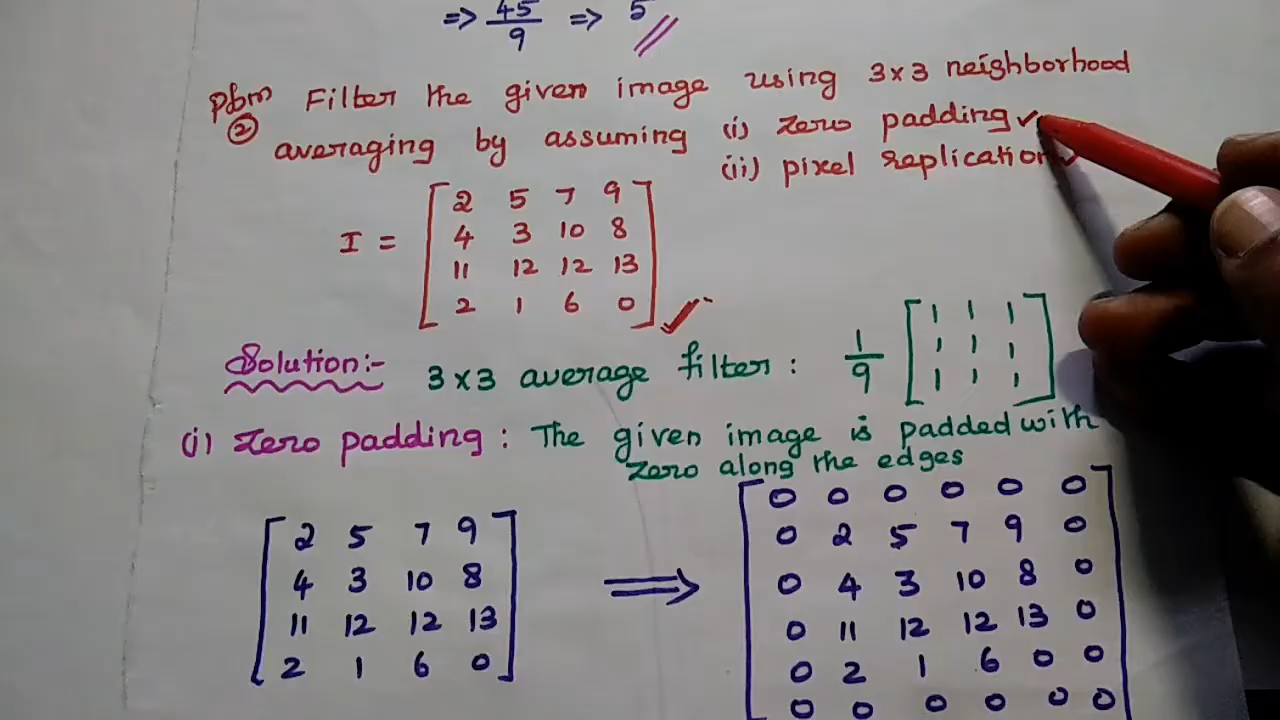 => 45/9 => 5
Pbm Filter the given image using 3x3 neighborhood
② averaging by assuming (i) zero padding ✓
(ii) pixel replication ✓
I = [2 5 7 9
4 3 10 8
11 12 12 13
2 1 6 0] ✓
Solution:- 3x3 average filter : 1/9 [1 1 1
1 1 1
1 1 1]
(i) zero padding : The given image is padded with
zero along the edges
[2 5 7 9
4 3 10 8
11 12 12 13
2 1 6 0]
=>
[0 0 0 0 0 0
0 2 5 7 9 0
0 4 3 10 8 0
0 11 12 12 13 0
0 2 1 6 0 0
0 0 0 0 0 0]